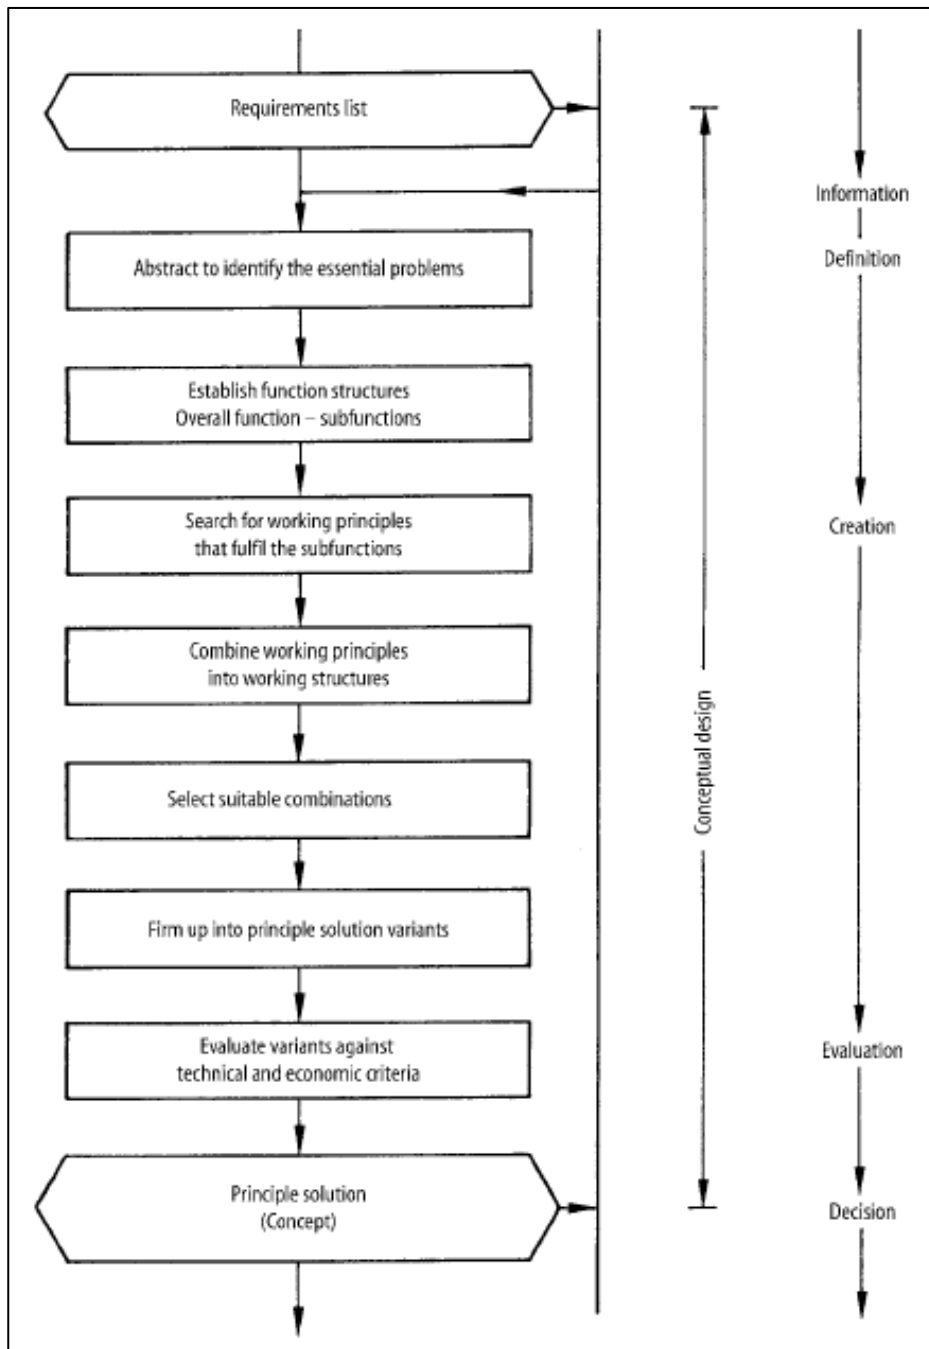 Requirements list
Information
Definition
Abstract to identify the essential problems
Establish function structures
Overall function – subfunctions
Search for working principles
that fulfil the subfunctions
Creation
Combine working principles
into working structures
Conceptual design
Select suitable combinations
Firm up into principle solution variants
Evaluate variants against
technical and economic criteria
Evaluation
Principle solution
(Concept)
Decision